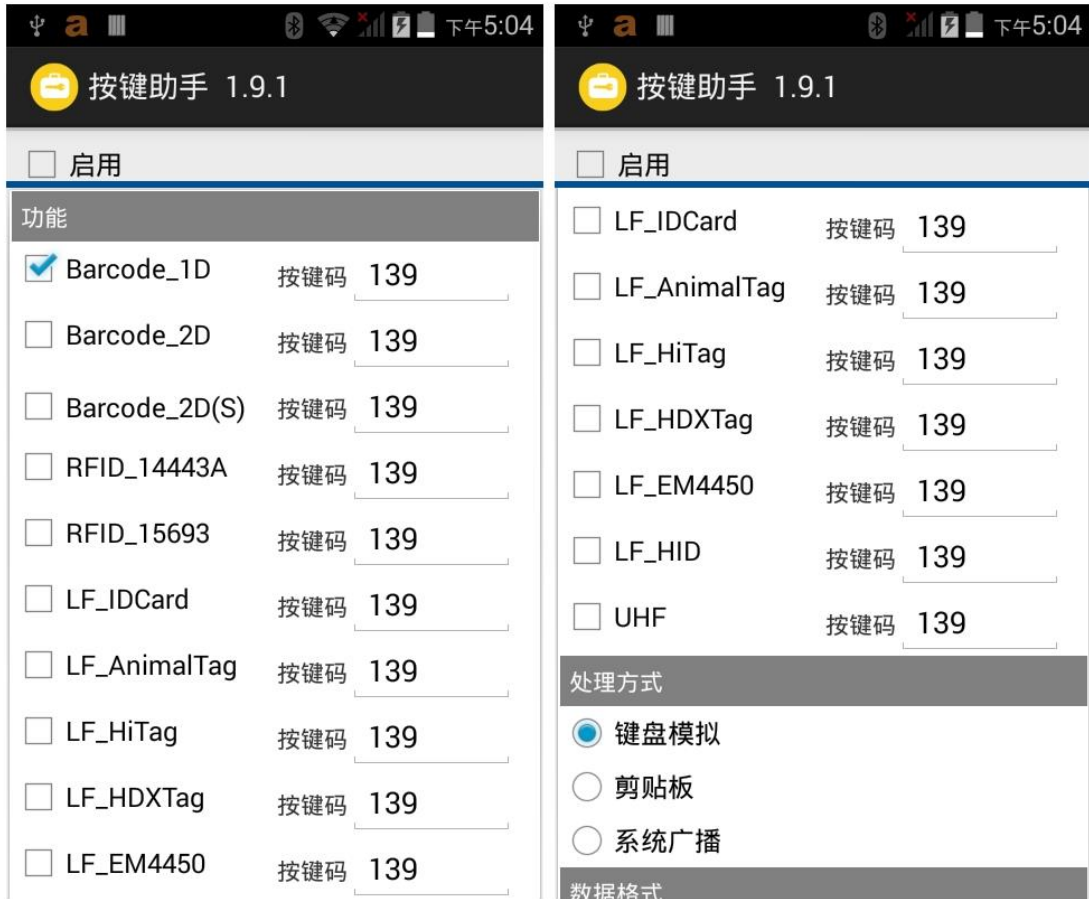 下午5:04
按键助手 1.9.1
启用
功能
Barcode_1D 按键码 139
Barcode_2D 按键码 139
Barcode_2D(S) 按键码 139
RFID_14443A 按键码 139
RFID_15693 按键码 139
LF_IDCard 按键码 139
LF_AnimalTag 按键码 139
LF_HiTag 按键码 139
LF_HDXTag 按键码 139
LF_EM4450 按键码 139
下午5:04
按键助手 1.9.1
启用
LF_IDCard 按键码 139
LF_AnimalTag 按键码 139
LF_HiTag 按键码 139
LF_HDXTag 按键码 139
LF_EM4450 按键码 139
LF_HID 按键码 139
UHF 按键码 139
处理方式
键盘模拟
剪贴板
系统广播
数据格式